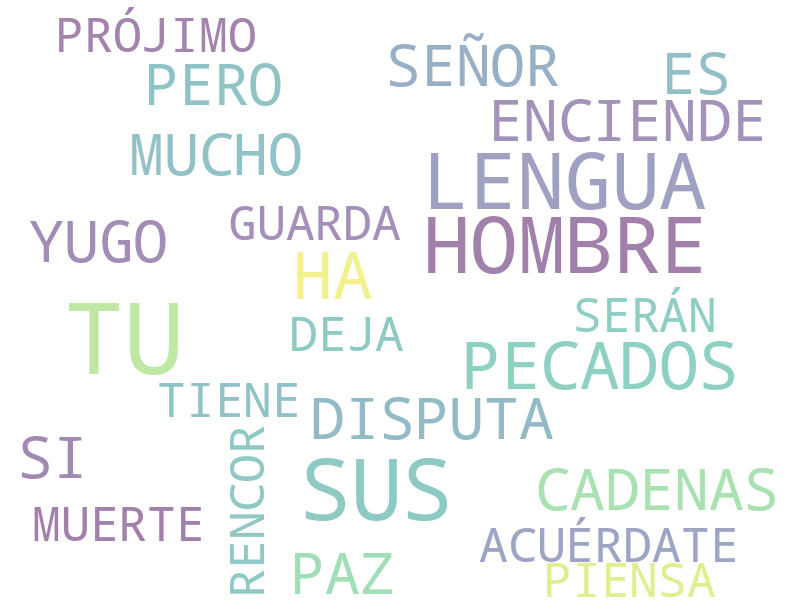 PRÓJIMO
PERO
SEÑOR
ES
ENCIENDE
MUCHO
LENGUA
YUGO
GUARDA
HOMBRE
HA
TU
DEJA
SERÁN
PECADOS
TIENE
DISPUTA
SI
RENCOR
SUS
CADENAS
MUERTE
ACUÉRDATE
PAZ
PIENSA